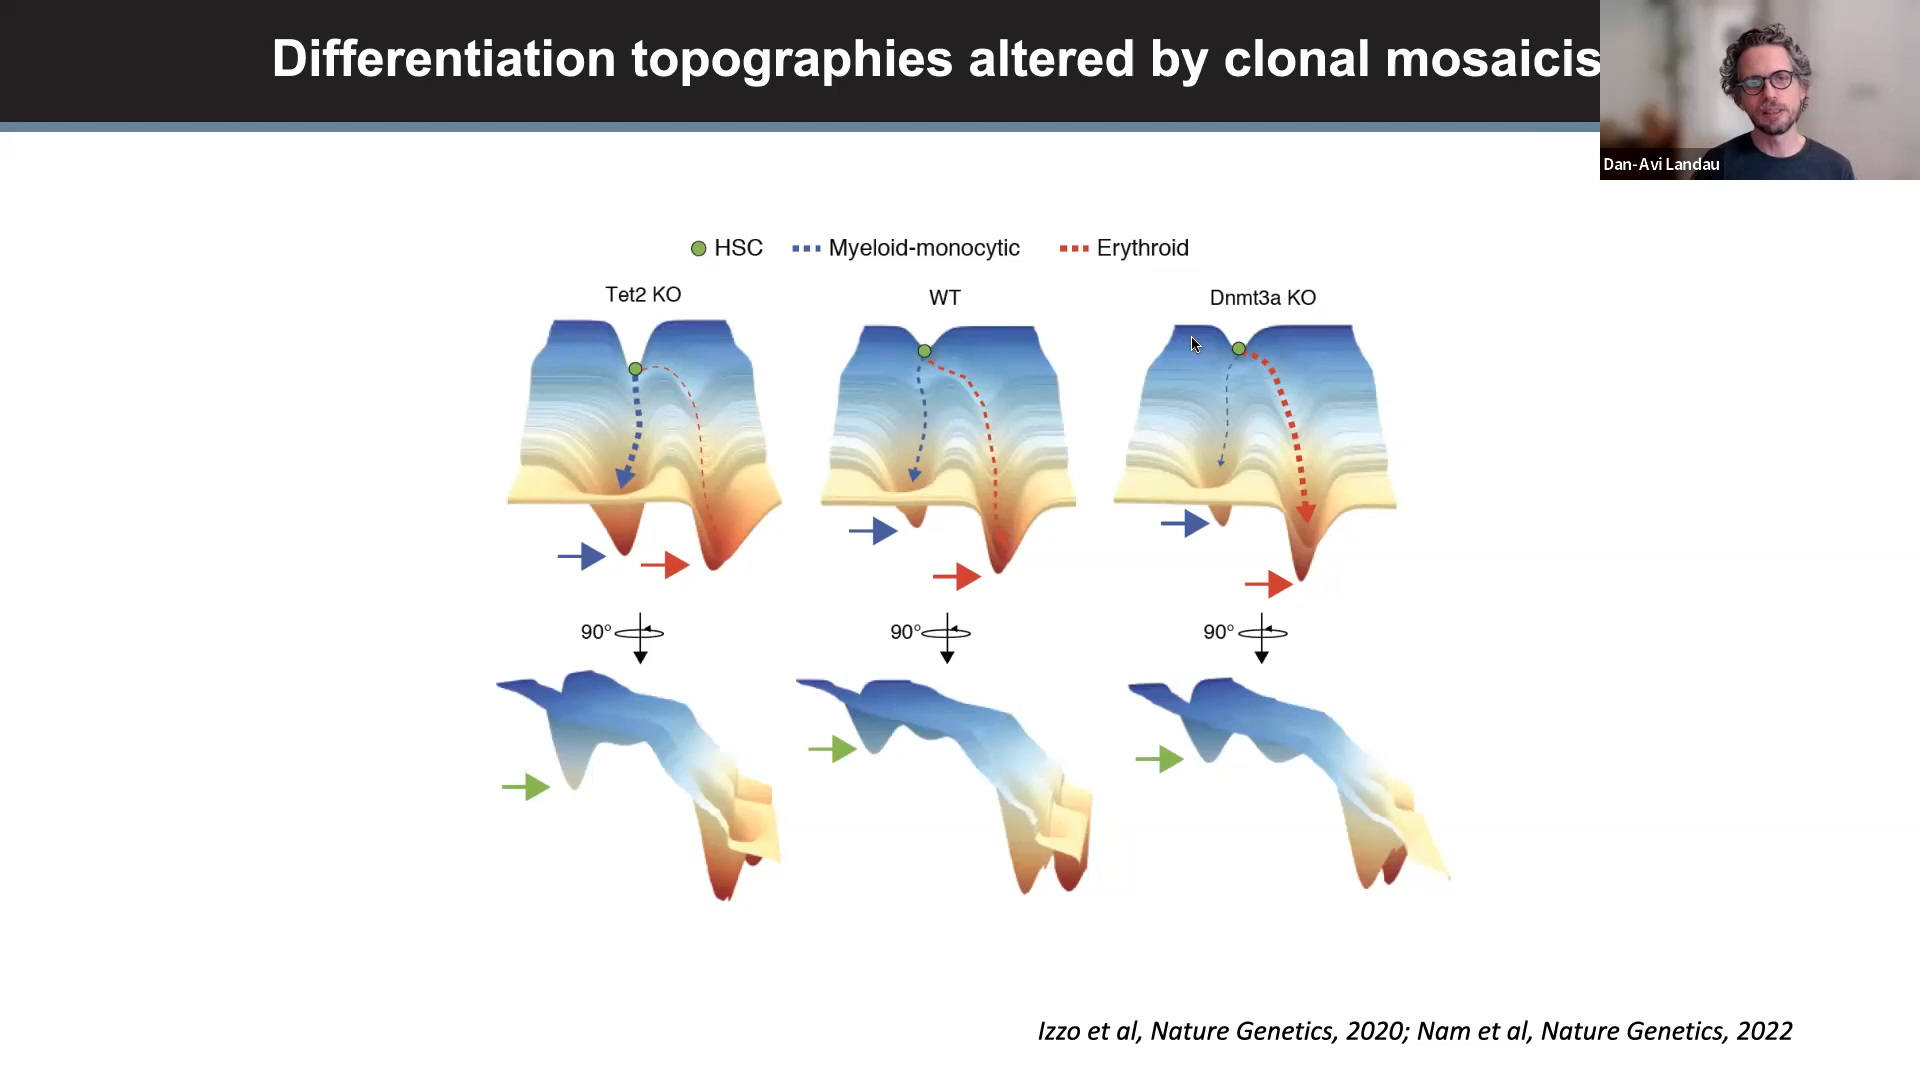 Differentiation topographies altered by clonal mosaicis
Dan-Avi Landau
HSC Myeloid-monocytic Erythroid
Tet2 KO WT Dnmt3a KO
90° 90° 90°
Izzo et al, Nature Genetics, 2020; Nam et al, Nature Genetics, 2022